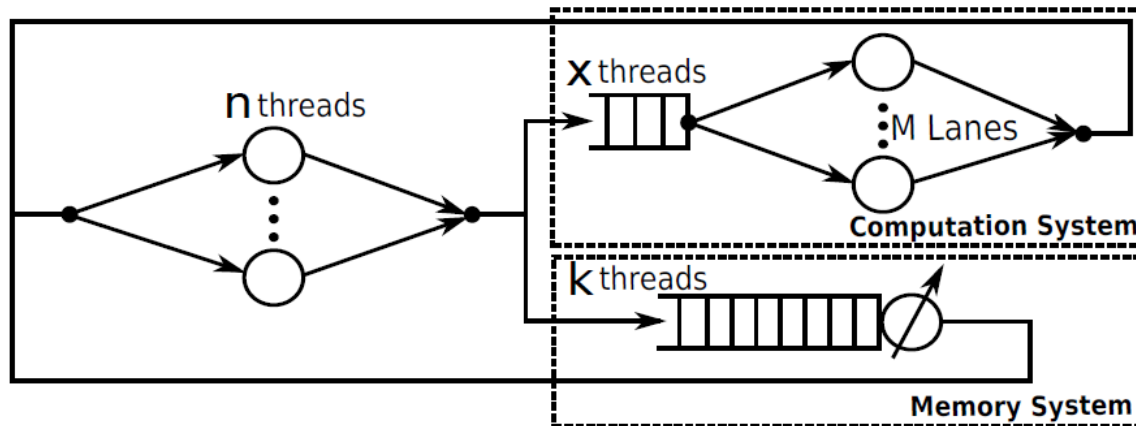 n threads
x threads
M Lanes
Computation System
k threads
Memory System